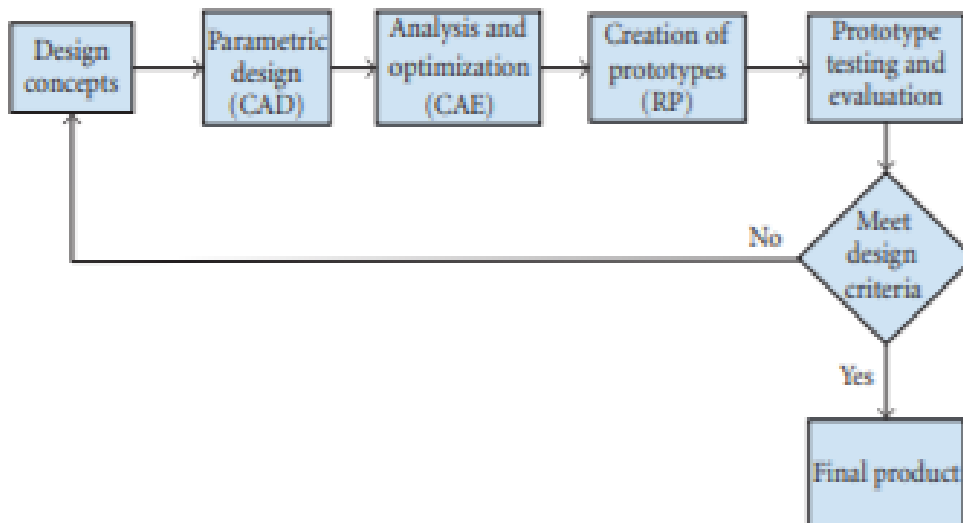 Design
concepts
Parametric
design
(CAD)
Analysis and
optimization
(CAE)
Creation of
prototypes
(RP)
Prototype
testing and
evaluation
Meet
design
criteria
No
Yes
Final product